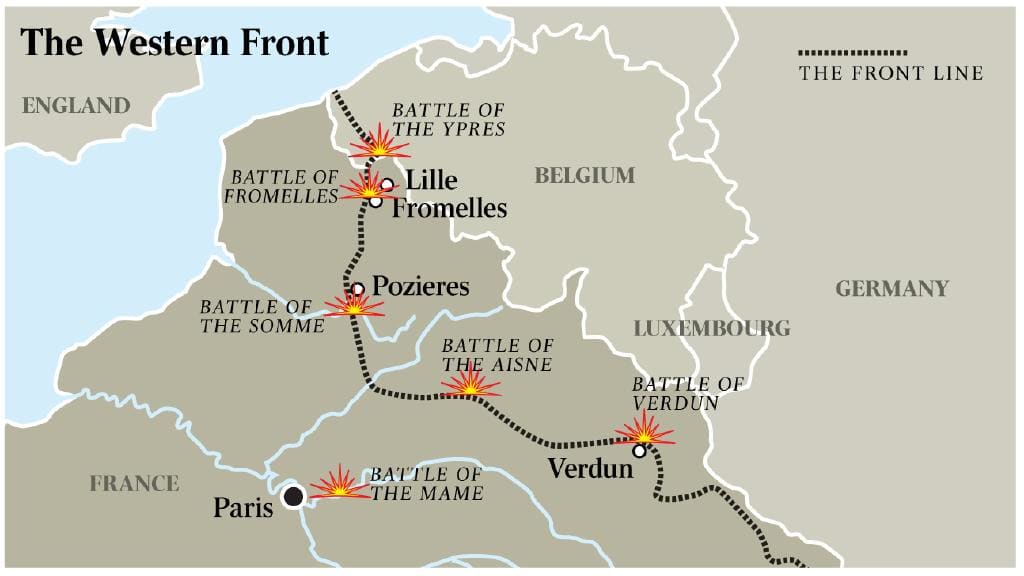 The Western Front
THE FRONT LINE
ENGLAND
BATTLE OF
THE YPRES
BATTLE OF
FROMELLES
Lille
Fromelles
BELGIUM
Pozieres
GERMANY
BATTLE OF
THE SOMME
LUXEMBOURG
BATTLE OF
THE AISNE
BATTLE OF
VERDUN
Verdun
FRANCE
BATTLE OF
THE MAME
Paris